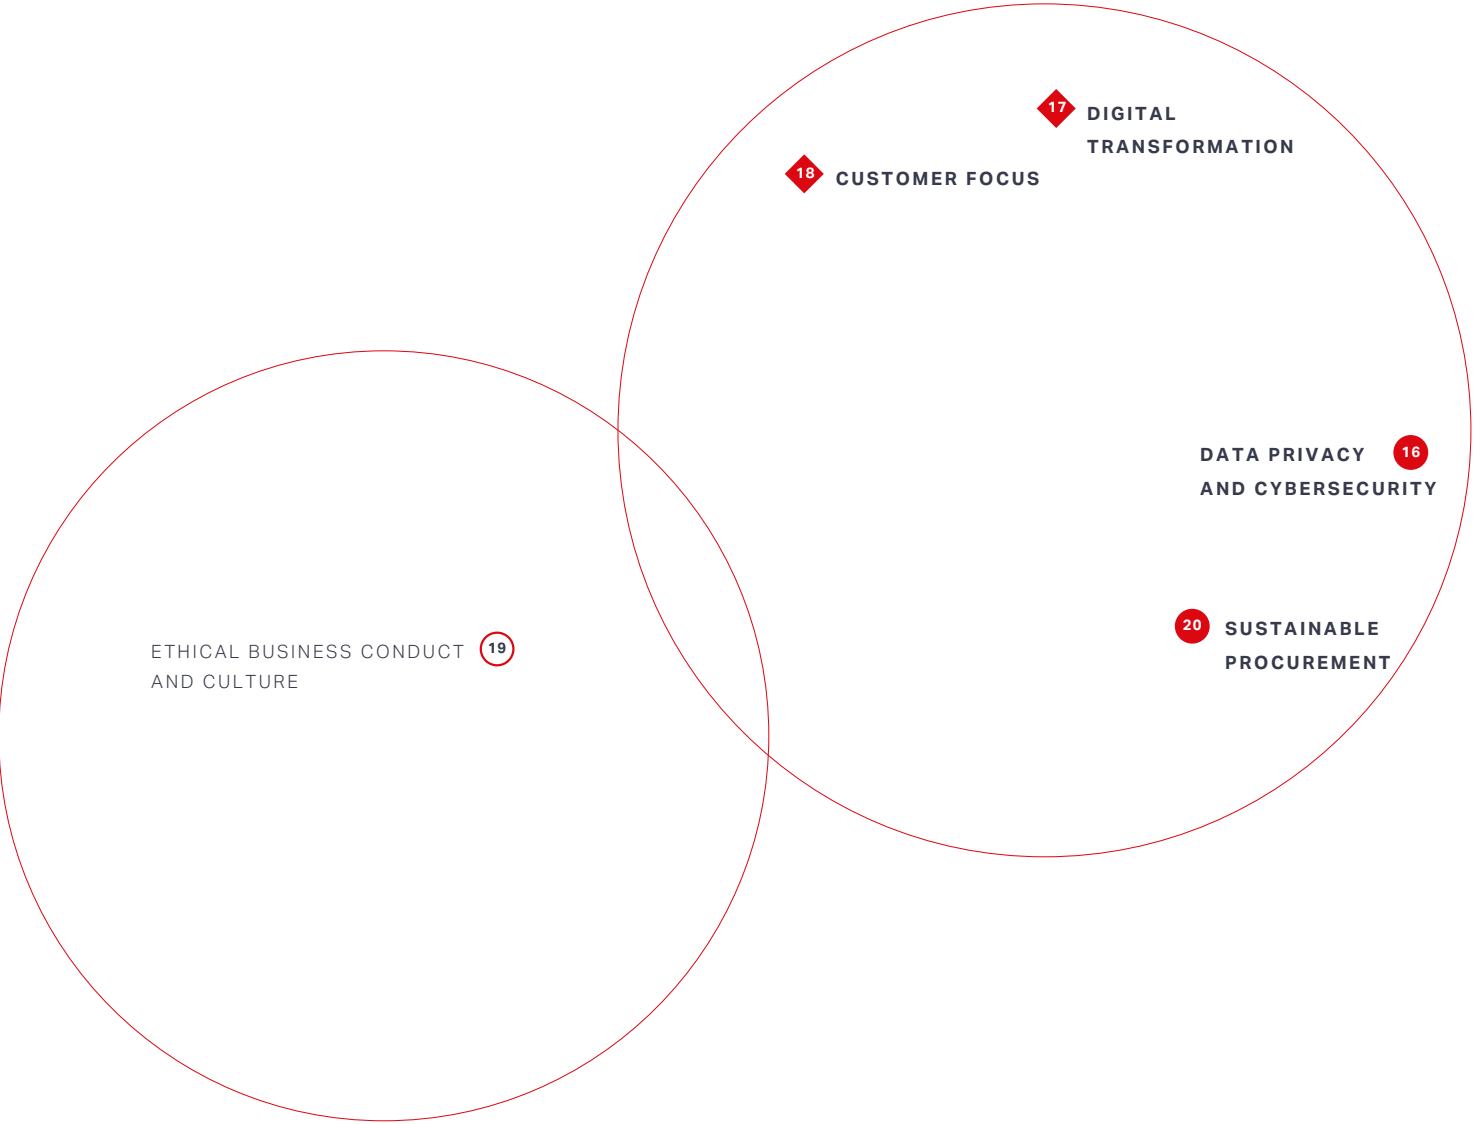 17 DIGITAL
TRANSFORMATION
18 CUSTOMER FOCUS
DATA PRIVACY 16
AND CYBERSECURITY
20 SUSTAINABLE
PROCUREMENT
ETHICAL BUSINESS CONDUCT 19
AND CULTURE